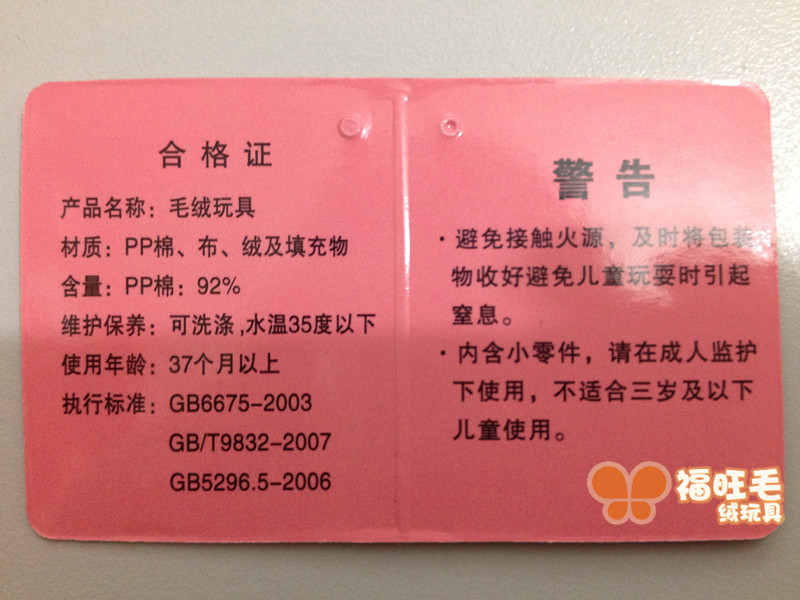 合格证
产品名称：毛绒玩具
材质：PP棉、布、绒及填充物
含量：PP棉：92%
维护保养：可洗涤,水温35度以下
使用年龄：37个月以上
执行标准：GB6675-2003
GB/T9832-2007
GB5296.5-2006
警告
·避免接触火源，及时将包装
物收好避免儿童玩耍时引起
窒息。
·内含小零件，请在成人监护
下使用，不适合三岁及以下
儿童使用。
福旺毛
绒玩具